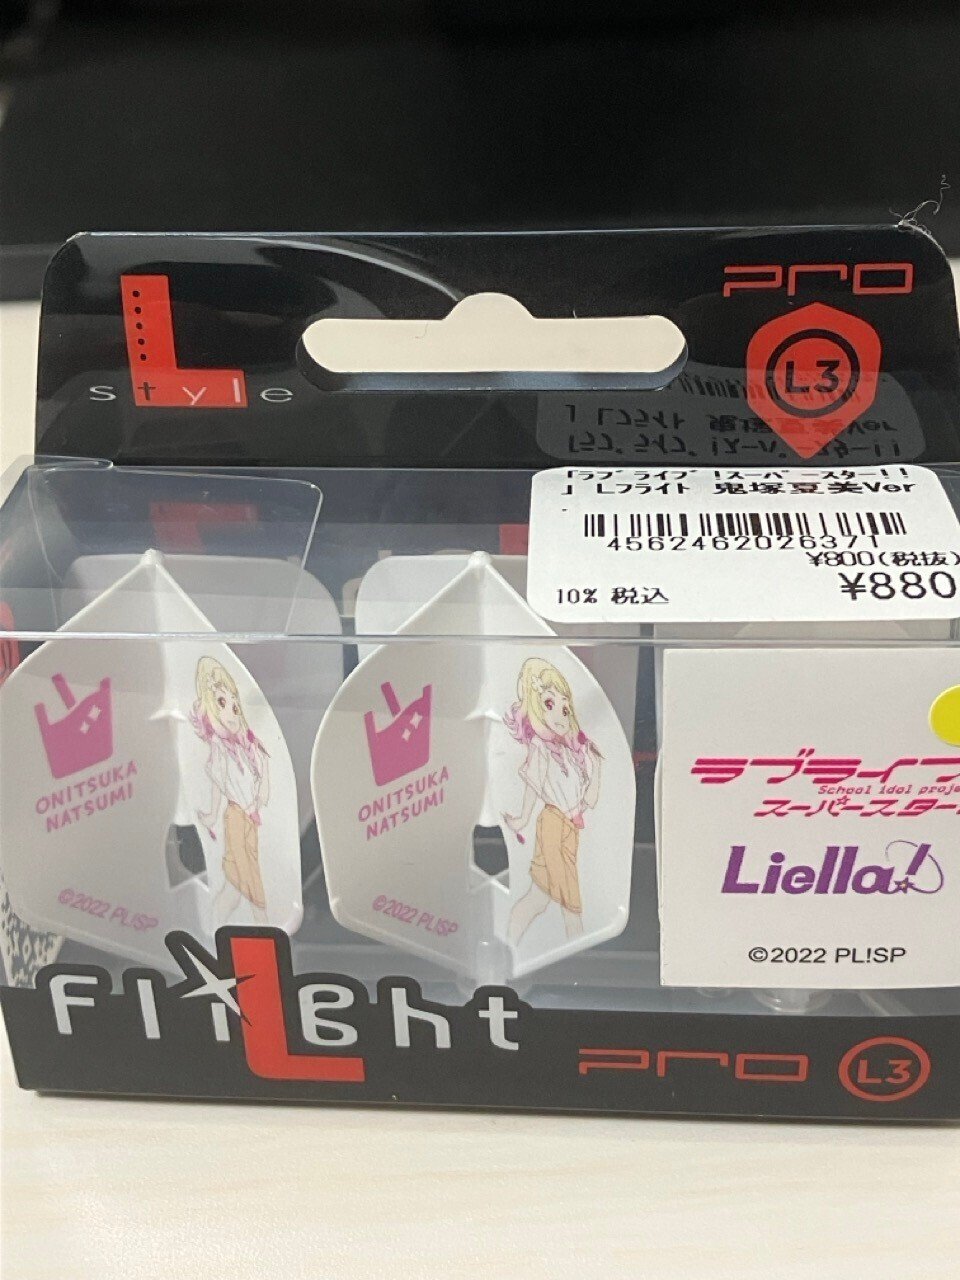 L style
PRO
L3
「ラブライブ!スーパースター!!
」Lフライト 鬼塚夏美Ver
4562462026371
¥800(税抜)
10% 税込
¥880
ONITSUKA
NATSUMI
©2022 PL!SP
ONITSUKA
NATSUMI
©2022 PL!SP
ラブライブ
School idol proje
スーパースター
Liella!
©2022 PL!SP
Flight
L
PRO L3